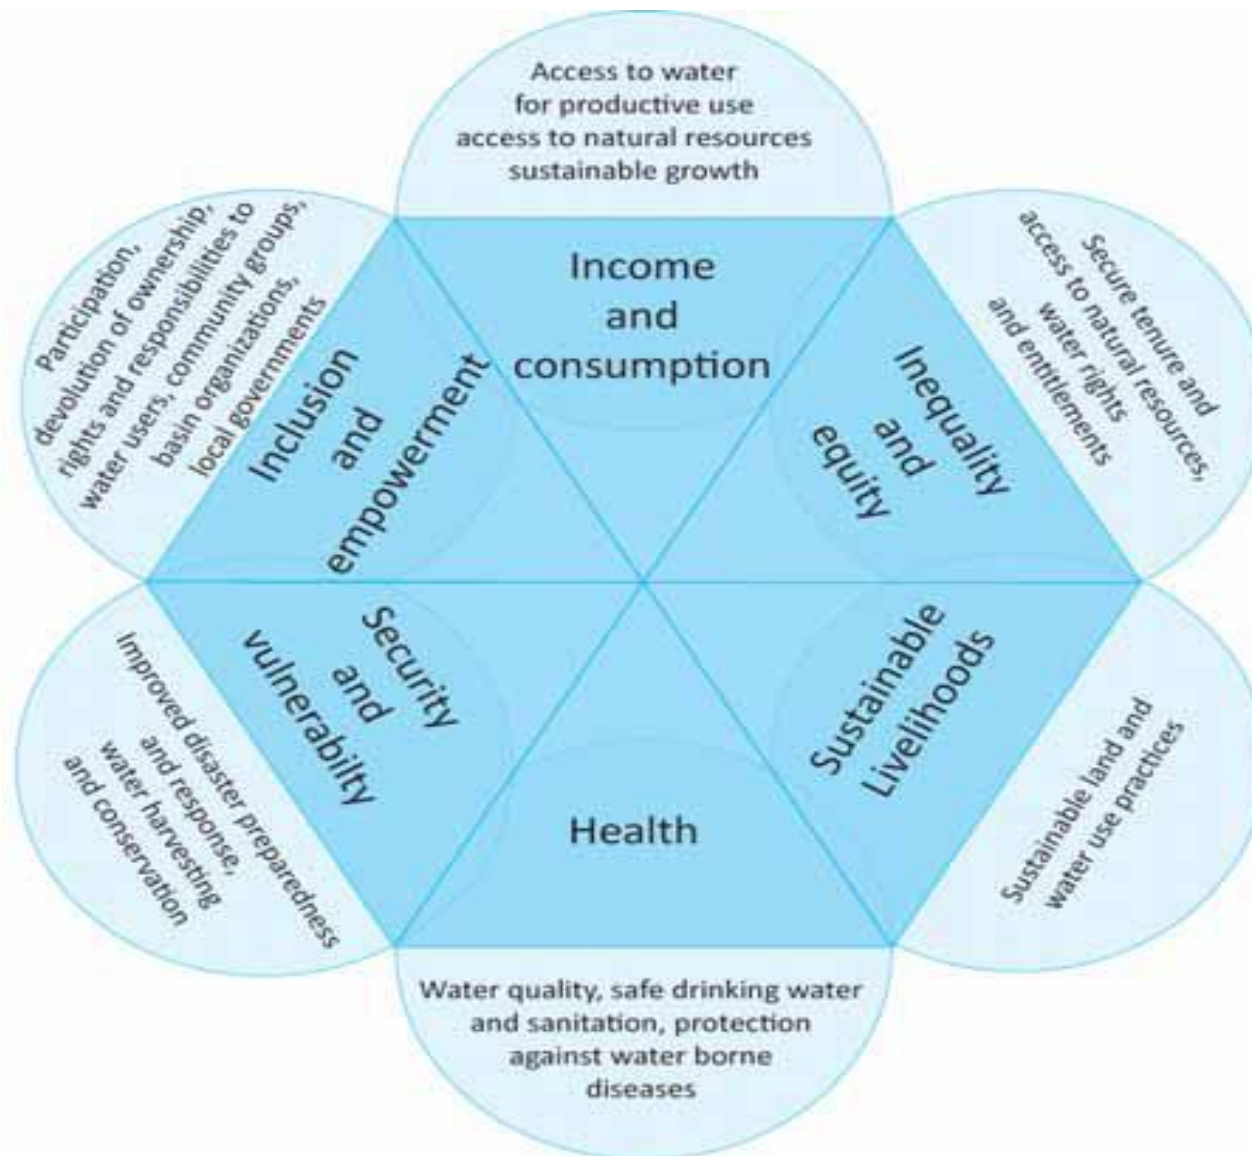 Access to water
for productive use
access to natural resources
sustainable growth
Income
and
consumption
Secure tenure and
access to natural resources,
water rights
and entitlements
Inequality
and
equity
Sustainable
Livelihoods
Sustainable land and
water use practices
Health
Water quality, safe drinking water
and sanitation, protection
against water borne
diseases
Security
and
vulnerabilty
Improved disaster preparedness
and response,
water harvesting
and conservation
Participation,
devolution of ownership,
rights and responsibilities to
water users, community groups,
basin organizations,
local governments
Inclusion
and
empowerment